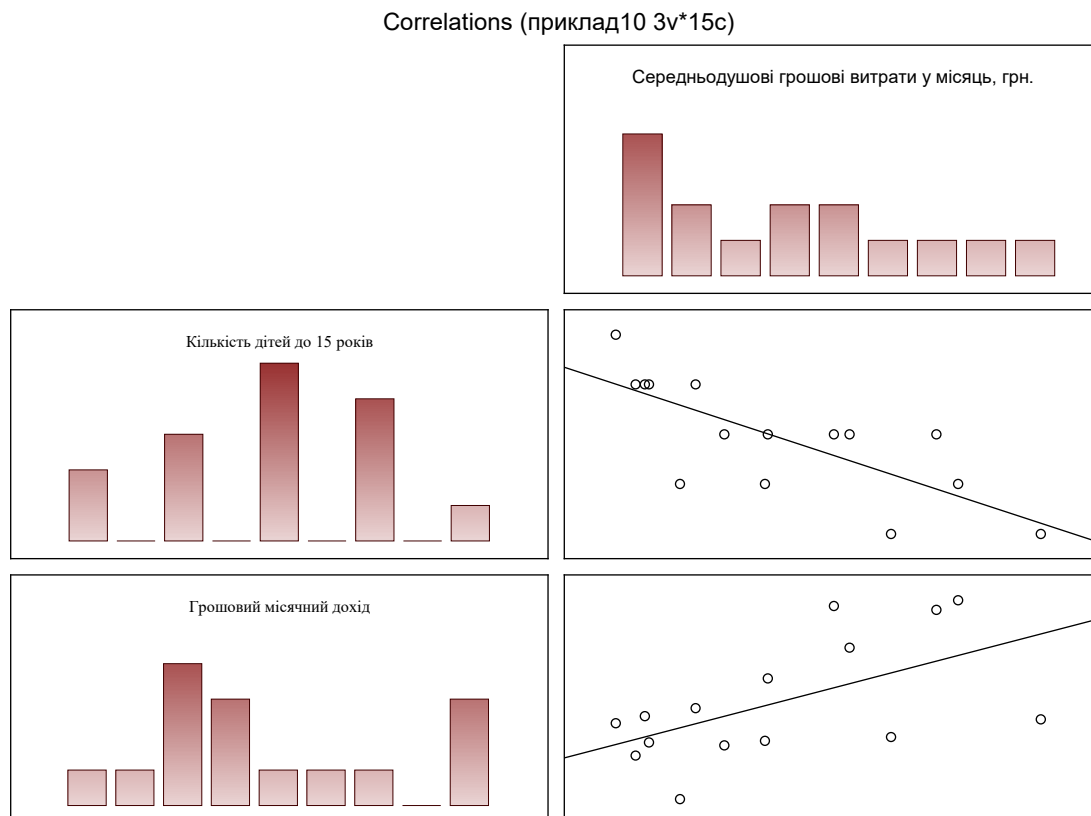 Correlations (приклад10 3v*15c)
Середньодушові грошові витрати у місяць, грн.
Кількість дітей до 15 років
Грошовий місячний дохід